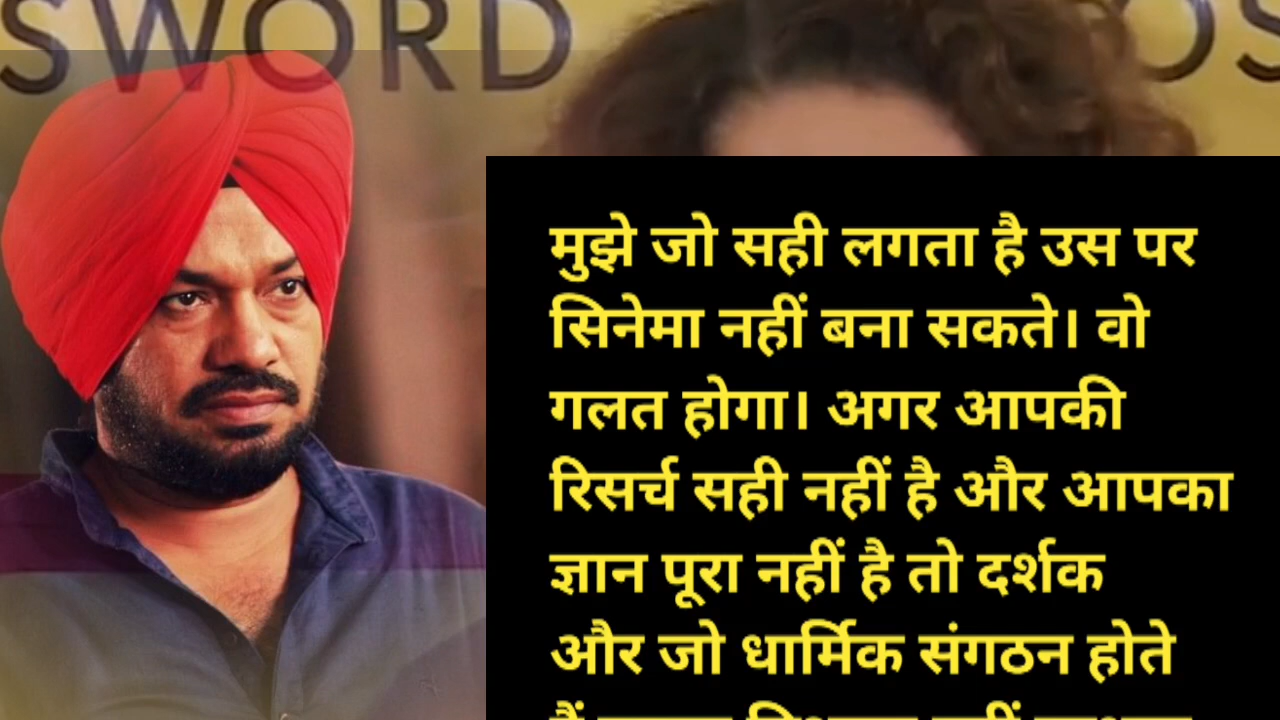 SWORD
OS
मुझे जो सही लगता है उस पर
सिनेमा नहीं बना सकते। वो
गलत होगा। अगर आपकी
रिसर्च सही नहीं है और आपका
ज्ञान पूरा नहीं है तो दर्शक
और जो धार्मिक संगठन होते
हैं